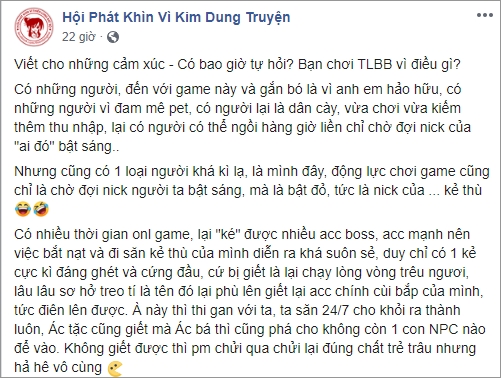 Hội Phát Khìn Vì Kim Dung Truyện
22 giờ ·
Viết cho những cảm xúc - Có bao giờ tự hỏi? Bạn chơi TLBB vì điều gì?
Có những người, đến với game này và gắn bó là vì anh em hảo hữu, có
những người vì đam mê pet, có người lại là dân cày, vừa chơi vừa kiếm
thêm thu nhập, lại có người có thể ngồi hàng giờ liền chỉ chờ đợi nick của
"ai đó" bật sáng..
Nhưng cũng có 1 loại người khá kì lạ, là mình đây, động lực chơi game cũng
chỉ là chờ đợi nick người ta bật sáng, mà là bật đỏ, tức là nick của ... kẻ thù
😄🤣
Có nhiều thời gian onl game, lại "ké" được nhiều acc boss, acc mạnh nên
việc bắt nạt và đi săn kẻ thù của mình diễn ra khá suôn sẻ, duy chỉ có 1 kẻ
cực kì đáng ghét và cứng đầu, cứ bị giết là lại chạy lòng vòng trêu ngươi,
lâu lâu sơ hở treo tí là tên đó lại phù lên giết lại acc chính cùi bắp của mình,
tức điên lên được. À này thì thi gan với ta, ta săn 24/7 cho khỏi ra thành
luôn, Ác tặc cũng giết mà Ác bá thì cũng phá cho không còn 1 con NPC nào
để vào. Không giết được thì pm chửi qua chửi lại đúng chất trẻ trâu nhưng
hả hê vô cùng